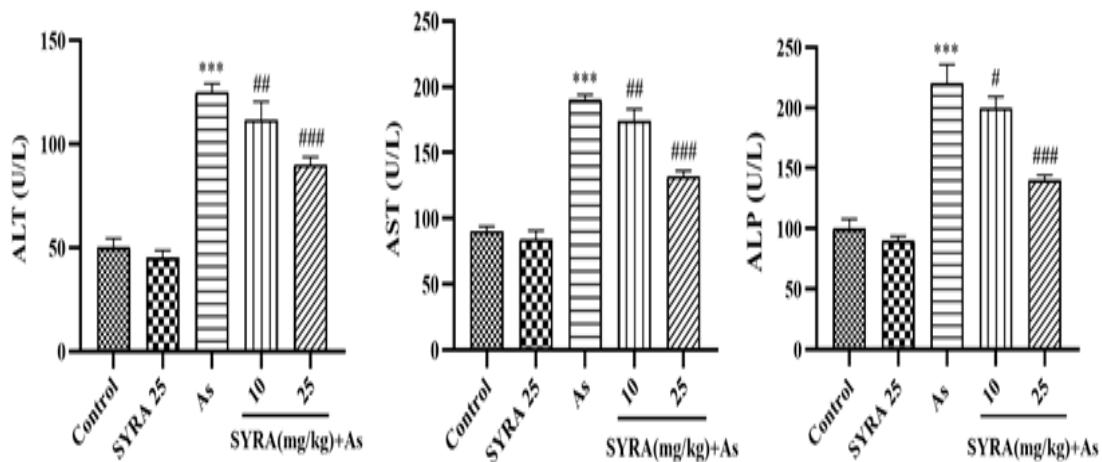 ALT (U/L)
150
100
50
0
***
##
###
Control
SYRA 25
As
10
25
SYRA(mg/kg)+As
AST (U/L)
250
200
150
100
50
0
***
##
###
Control
SYRA 25
As
10
25
SYRA(mg/kg)+As
ALP (U/L)
250
200
150
100
50
0
***
#
###
Control
SYRA 25
As
10
25
SYRA(mg/kg)+As